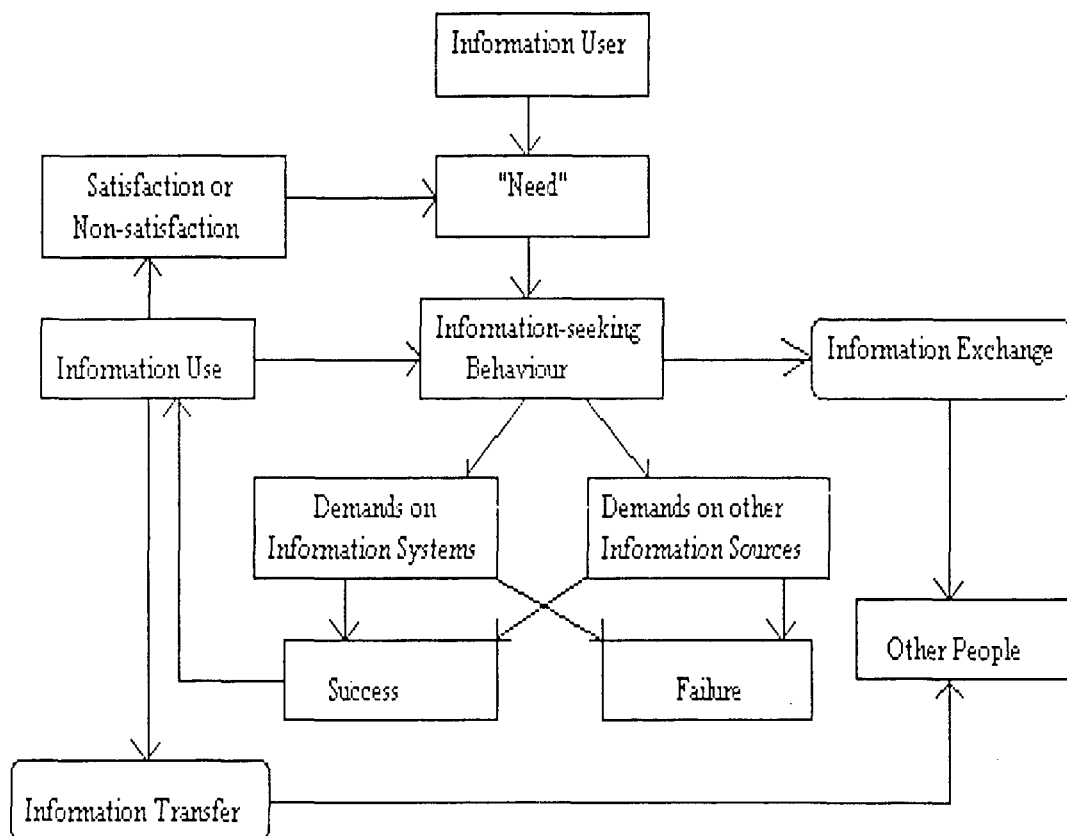 Information User
"Need"
Satisfaction or
Non-satisfaction
Information-seeking
Behaviour
Information Exchange
Information Use
Demands on
Information Systems
Demands on other
Information Sources
Other People
Success
Failure
Information Transfer